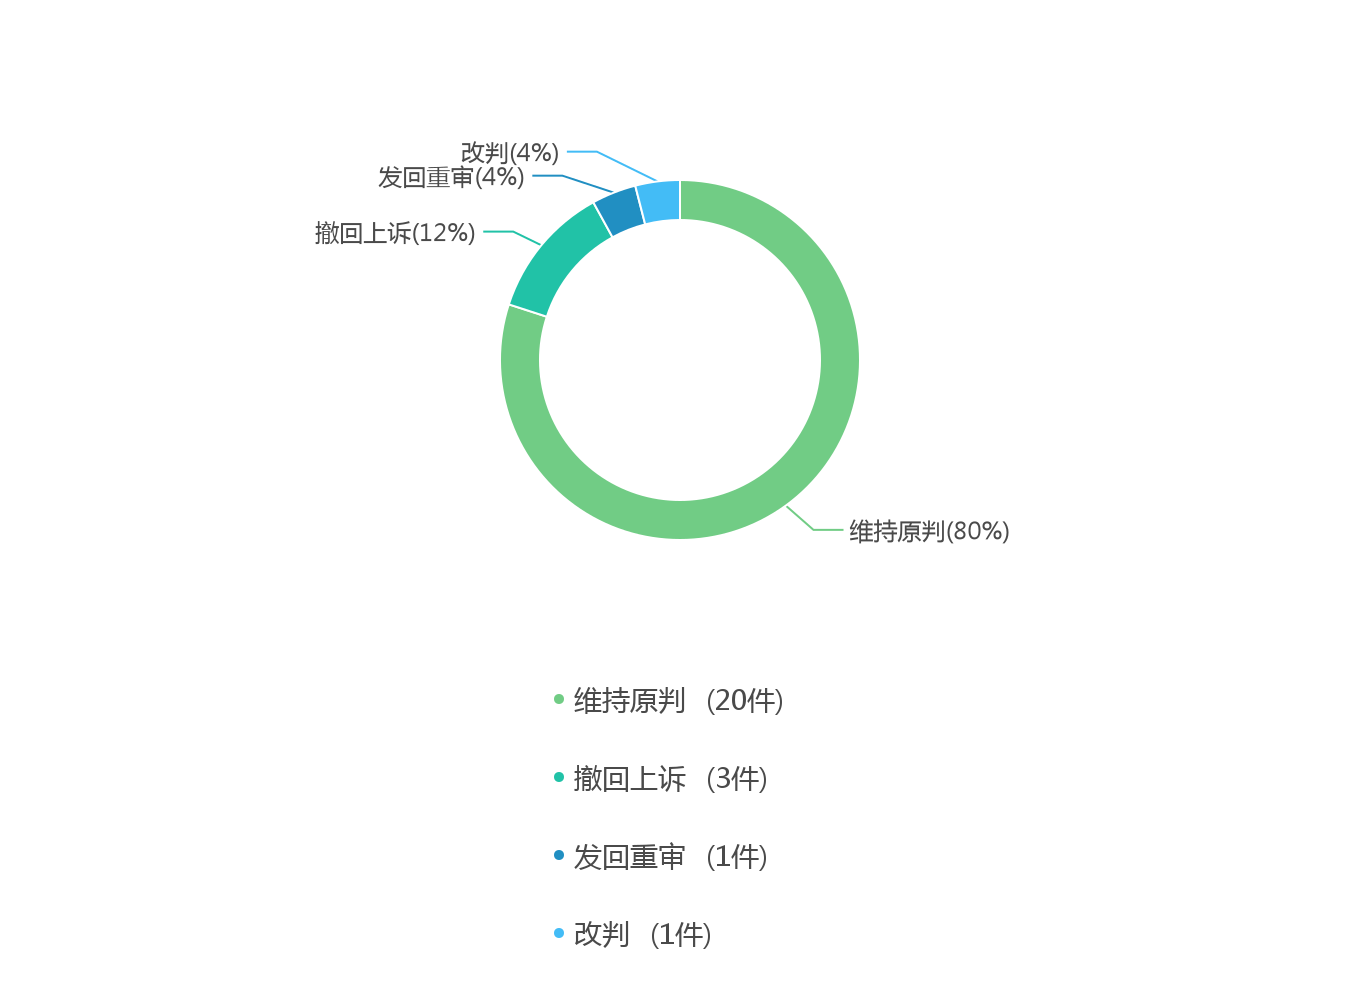 改判(4%)
发回重审(4%)
撤回上诉(12%)
维持原判(80%)
维持原判 (20件)
撤回上诉 (3件)
发回重审 (1件)
改判 (1件)